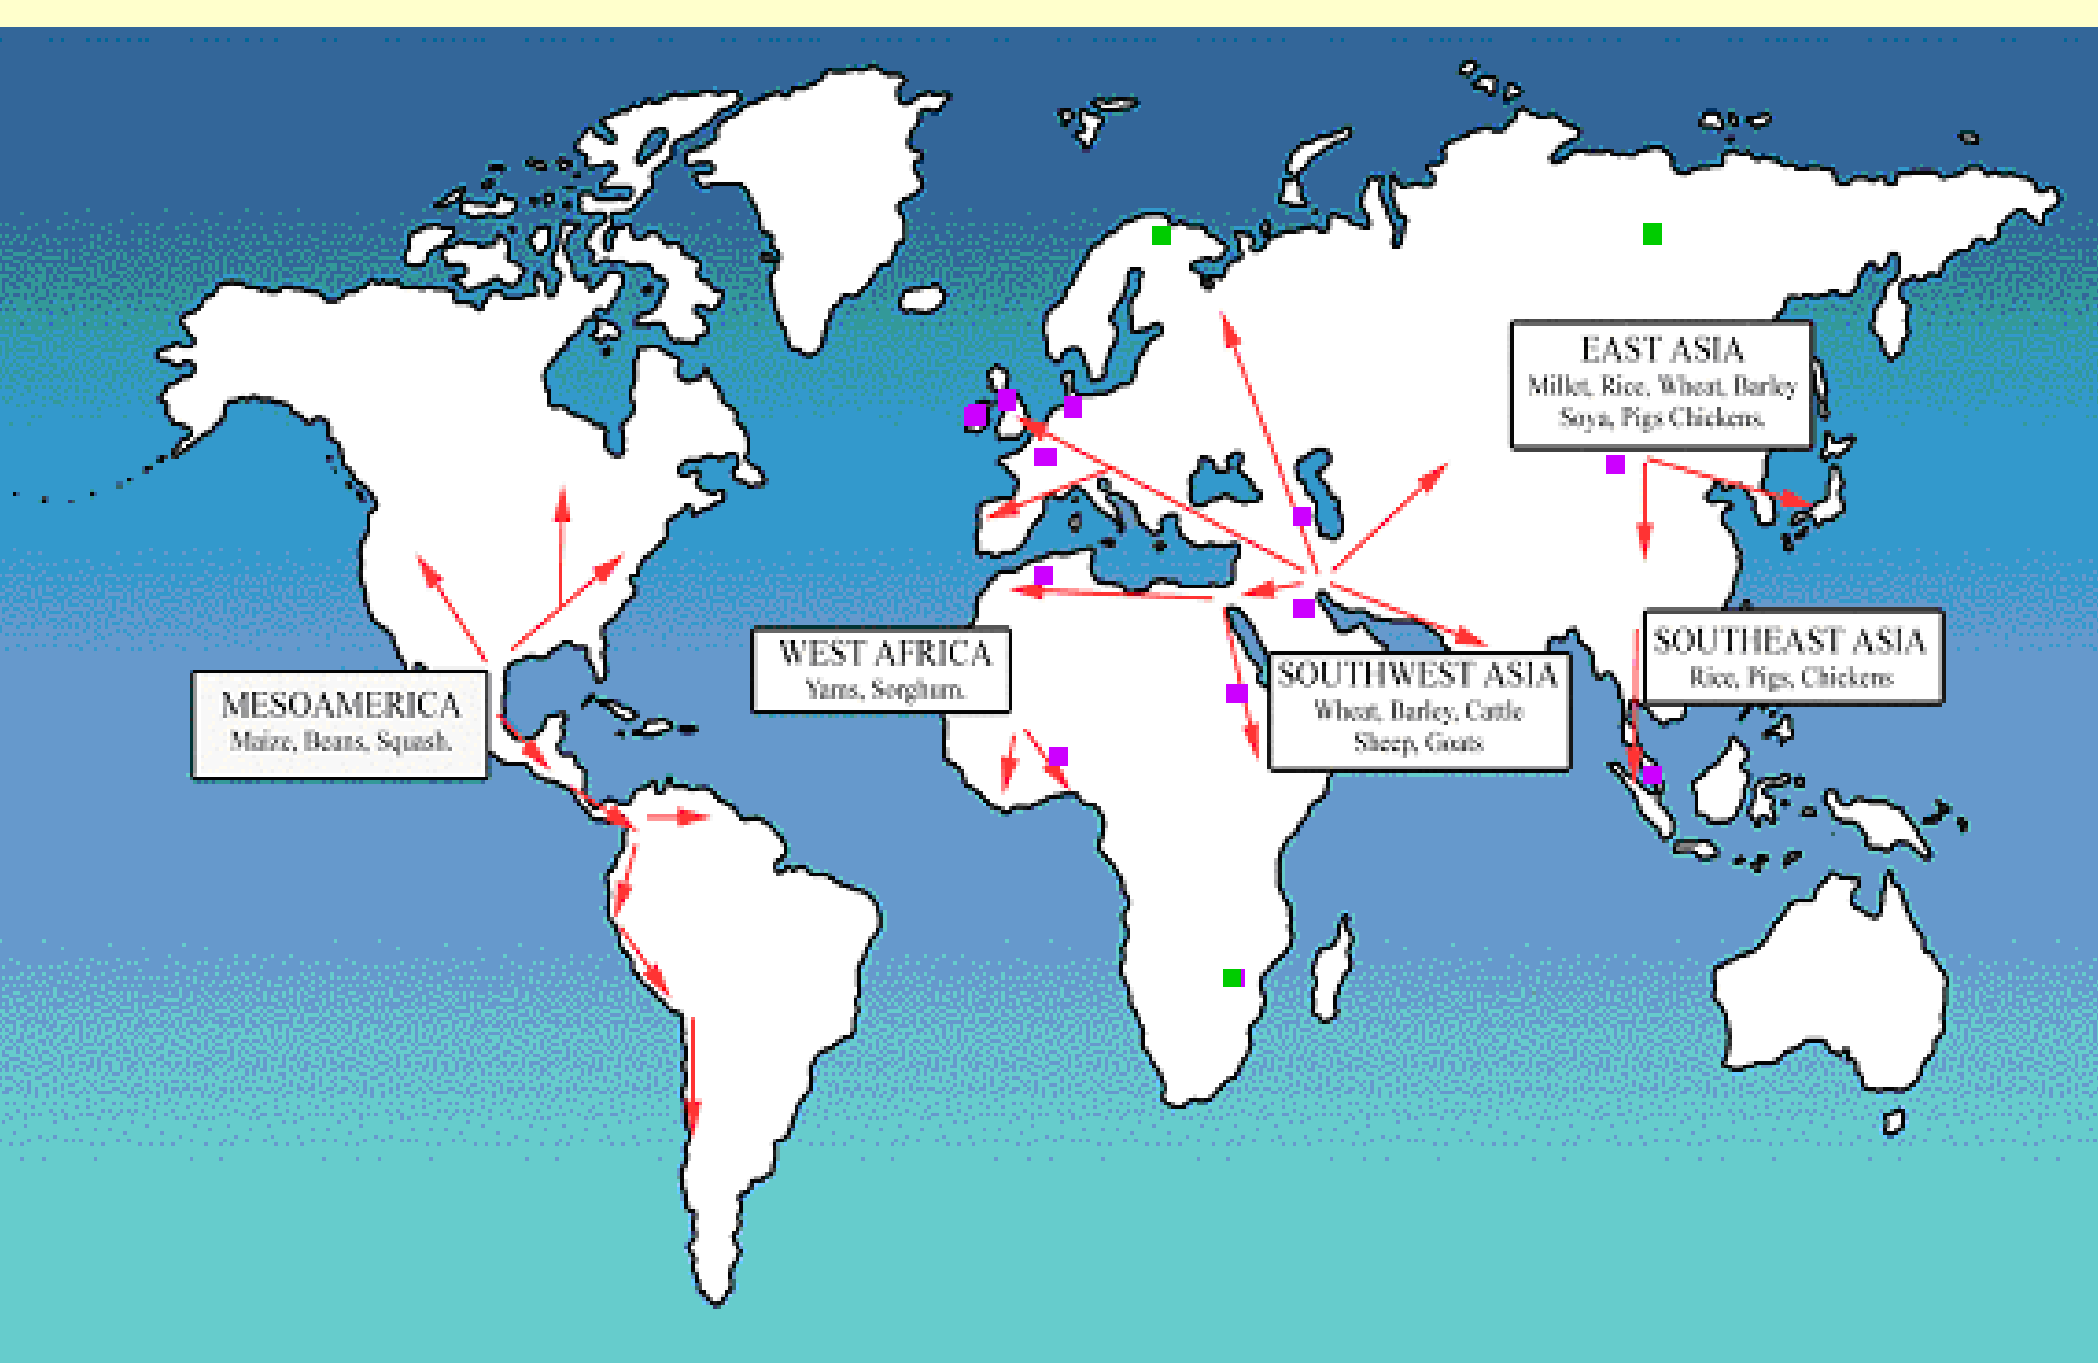 EAST ASIA
Millet, Rice, Wheat, Barley
Soya, Pigs Chickens.
SOUTHEAST ASIA
Rice, Pigs, Chickens
WEST AFRICA
Yams, Sorghum.
SOUTHWEST ASIA
Wheat, Barley, Cattle
Sheep, Goats
MESOAMERICA
Maize, Beans, Squash.